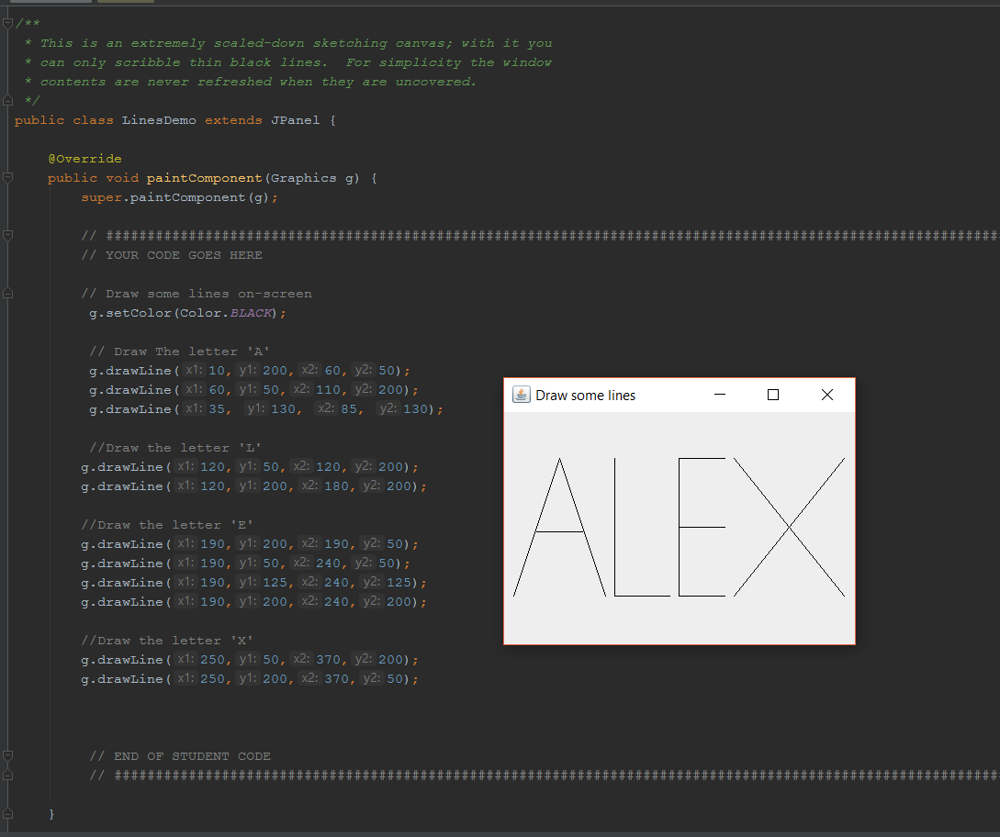 /**
 * This is an extremely scaled-down sketching canvas; with it you
 * can only scribble thin black lines.  For simplicity the window
 * contents are never refreshed when they are uncovered.
 */
public class LinesDemo extends JPanel {
@Override
public void paintComponent(Graphics g) {
super.paintComponent(g);
// ############################################################################################################
// YOUR CODE GOES HERE
// Draw some lines on-screen
g.setColor(Color.BLACK);
// Draw The letter 'A'
g.drawLine( x1: 10, y1: 200, x2: 60, y2: 50);
g.drawLine( x1: 60, y1: 50, x2: 110, y2: 200);
g.drawLine( x1: 35, y1: 130, x2: 85, y2: 130);
//Draw the letter 'L'
g.drawLine( x1: 120, y1: 50, x2: 120, y2: 200);
g.drawLine( x1: 120, y1: 200, x2: 180, y2: 200);
//Draw the letter 'E'
g.drawLine( x1: 190, y1: 200, x2: 190, y2: 50);
g.drawLine( x1: 190, y1: 50, x2: 240, y2: 50);
g.drawLine( x1: 190, y1: 125, x2: 240, y2: 125);
g.drawLine( x1: 190, y1: 200, x2: 240, y2: 200);
//Draw the letter 'X'
g.drawLine( x1: 250, y1: 50, x2: 370, y2: 200);
g.drawLine( x1: 250, y1: 200, x2: 370, y2: 50);
// END OF STUDENT CODE
// ###########################################################################################################
}
Draw some lines
ALEX